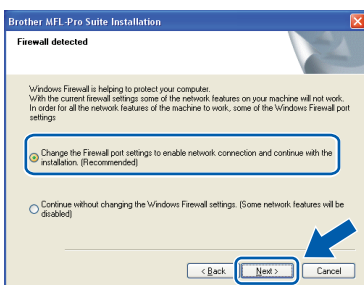 Brother MFL-Pro Suite Installation
Firewall detected
Windows Firewall is helping to protect your computer.
With the current firewall settings some of the network features on your machine will not work.
In order for all the network features of the machine to work, some of the Windows Firewall port
settings
Change the Firewall port settings to enable network connection and continue with the
installation. (Recommended)
Continue without changing the Windows Firewall settings. (Some network features will be
disabled)
< Back
Next >
Cancel